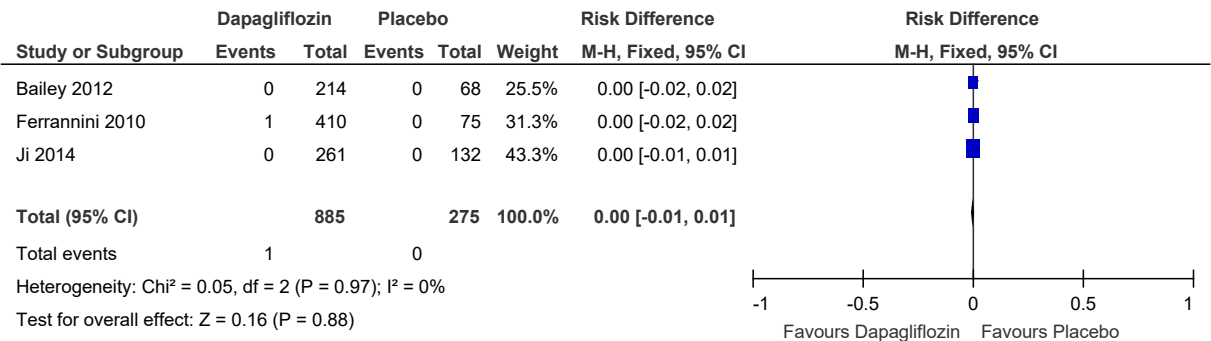 Dapagliflozin Placebo Risk Difference Risk Difference
Study or Subgroup Events Total Events Total Weight M-H, Fixed, 95% CI M-H, Fixed, 95% CI
Bailey 2012 0 214 0 68 25.5% 0.00 [-0.02, 0.02]
Ferrannini 2010 1 410 0 75 31.3% 0.00 [-0.02, 0.02]
Ji 2014 0 261 0 132 43.3% 0.00 [-0.01, 0.01]
Total (95% CI) 885 275 100.0% 0.00 [-0.01, 0.01]
Total events 1 0
Heterogeneity: Chi² = 0.05, df = 2 (P = 0.97); I² = 0%
Test for overall effect: Z = 0.16 (P = 0.88)
-1 -0.5 0 0.5 1
Favours Dapagliflozin Favours Placebo